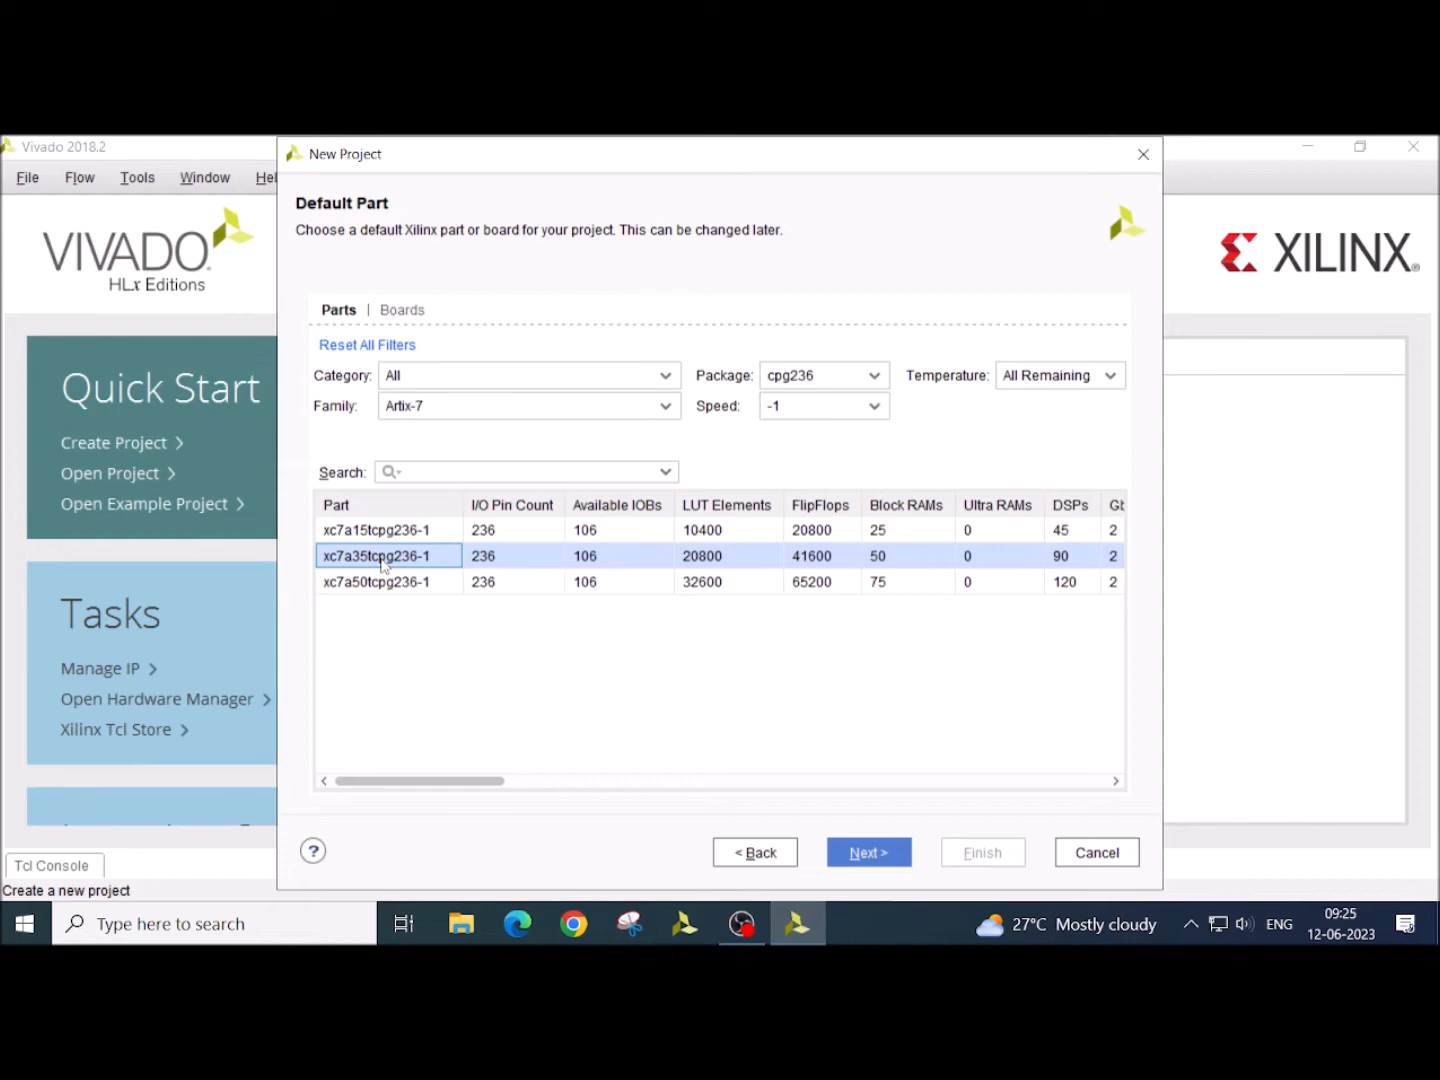 Vivado 2018.2
File Flow Tools Window Hel
VIVADO
HLx Editions
Quick Start
Create Project >
Open Project >
Open Example Project >
Tasks
Manage IP >
Open Hardware Manager >
Xilinx Tcl Store >
Tcl Console
Create a new project
New Project
Default Part
Choose a default Xilinx part or board for your project. This can be changed later.
Parts | Boards
Reset All Filters
Category: All Package: cpg236 Temperature: All Remaining
Family: Artix-7 Speed: -1
Search:
Part I/O Pin Count Available IOBs LUT Elements FlipFlops Block RAMs Ultra RAMs DSPs Gt
xc7a15tcpg236-1 236 106 10400 20800 25 0 45 2
xc7a35tcpg236-1 236 106 20800 41600 50 0 90 2
xc7a50tcpg236-1 236 106 32600 65200 75 0 120 2
? < Back Next > Finish Cancel
XILINX®
Type here to search
27°C Mostly cloudy
ENG
09:25
12-06-2023